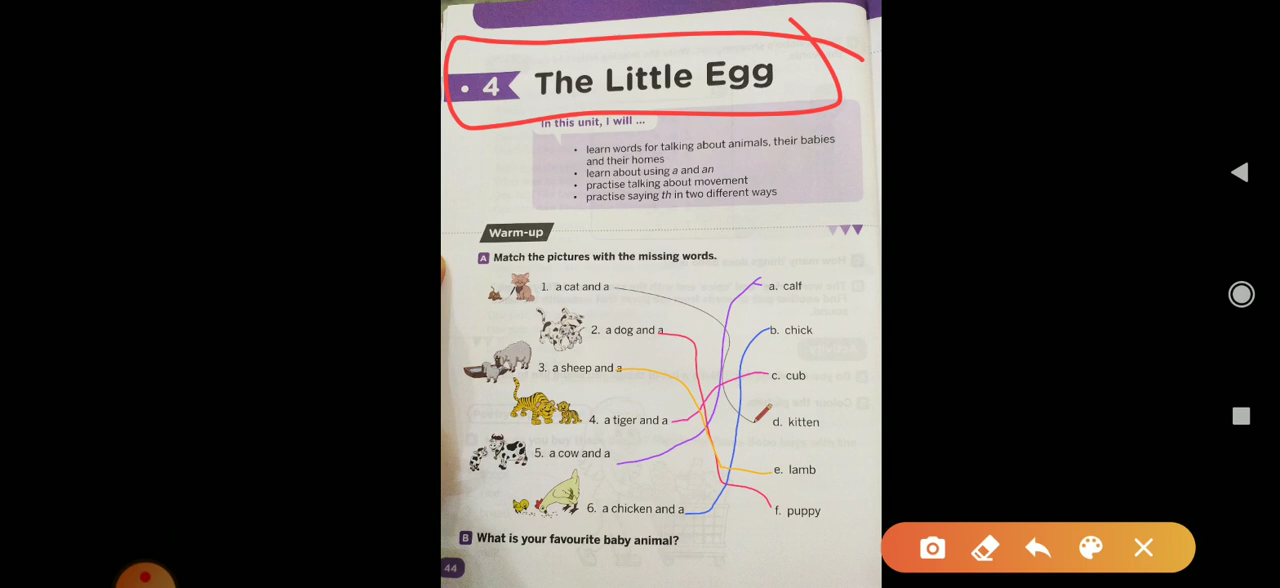 4 The Little Egg
In this unit, I will ...
• learn words for talking about animals, their babies
and their homes
• learn about using a and an
• practise talking about movement
• practise saying th in two different ways
Warm-up
A Match the pictures with the missing words.
1. a cat and a
a. calf
2. a dog and a
b. chick
3. a sheep and a
c. cub
4. a tiger and a
d. kitten
5. a cow and a
e. lamb
6. a chicken and a
f. puppy
B What is your favourite baby animal?
44